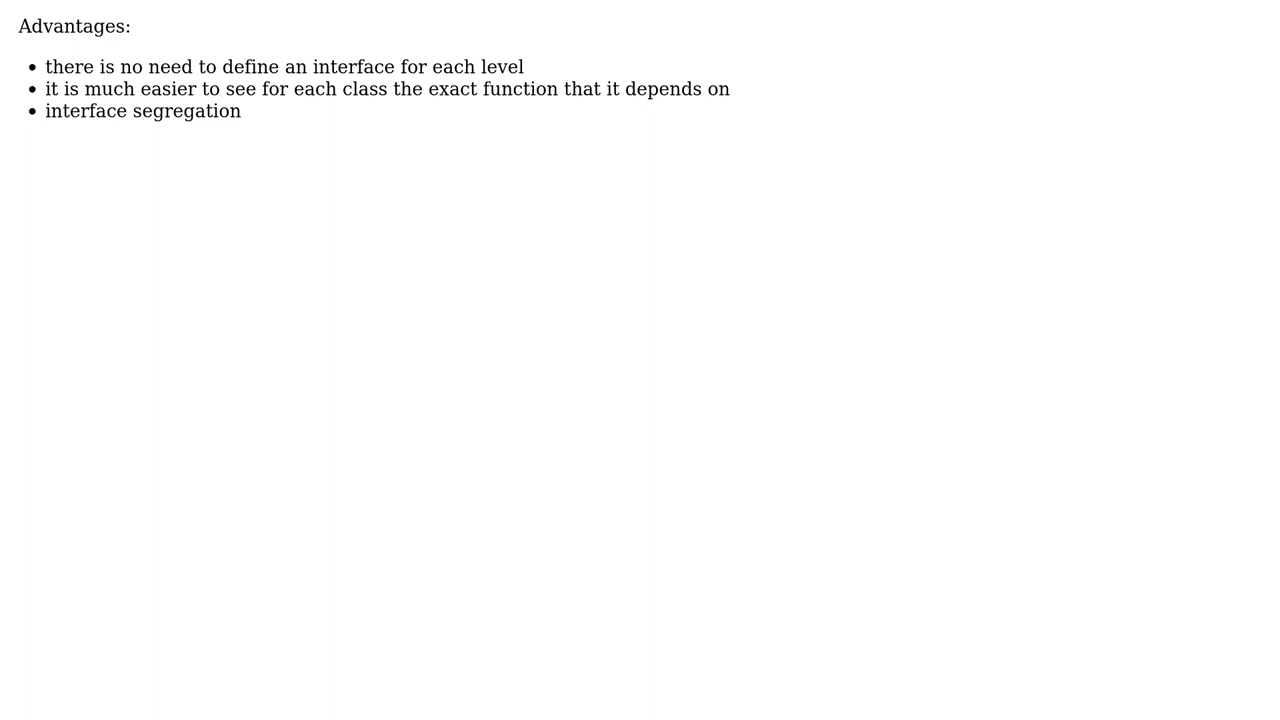 Advantages:
• there is no need to define an interface for each level
• it is much easier to see for each class the exact function that it depends on
• interface segregation